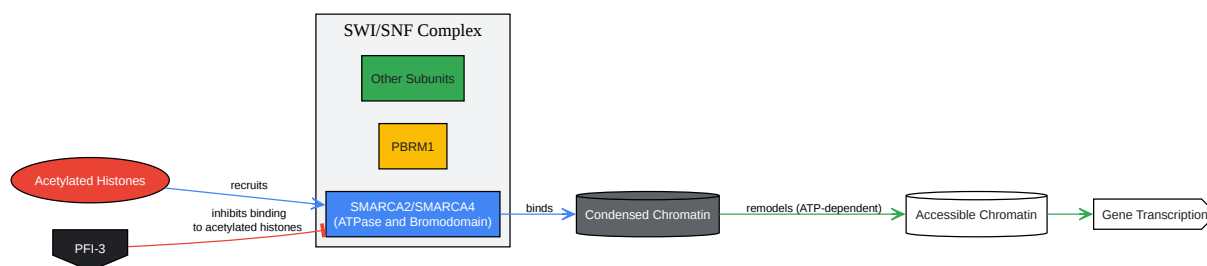 SWI/SNF Complex
Other Subunits
PBRM1
Acetylated Histones
recruits
SMARCA2/SMARCA4
(ATPase and Bromodomain)
binds
Condensed Chromatin
remodels (ATP-dependent)
Accessible Chromatin
Gene Transcription
inhibits binding
to acetylated histones
PFI-3